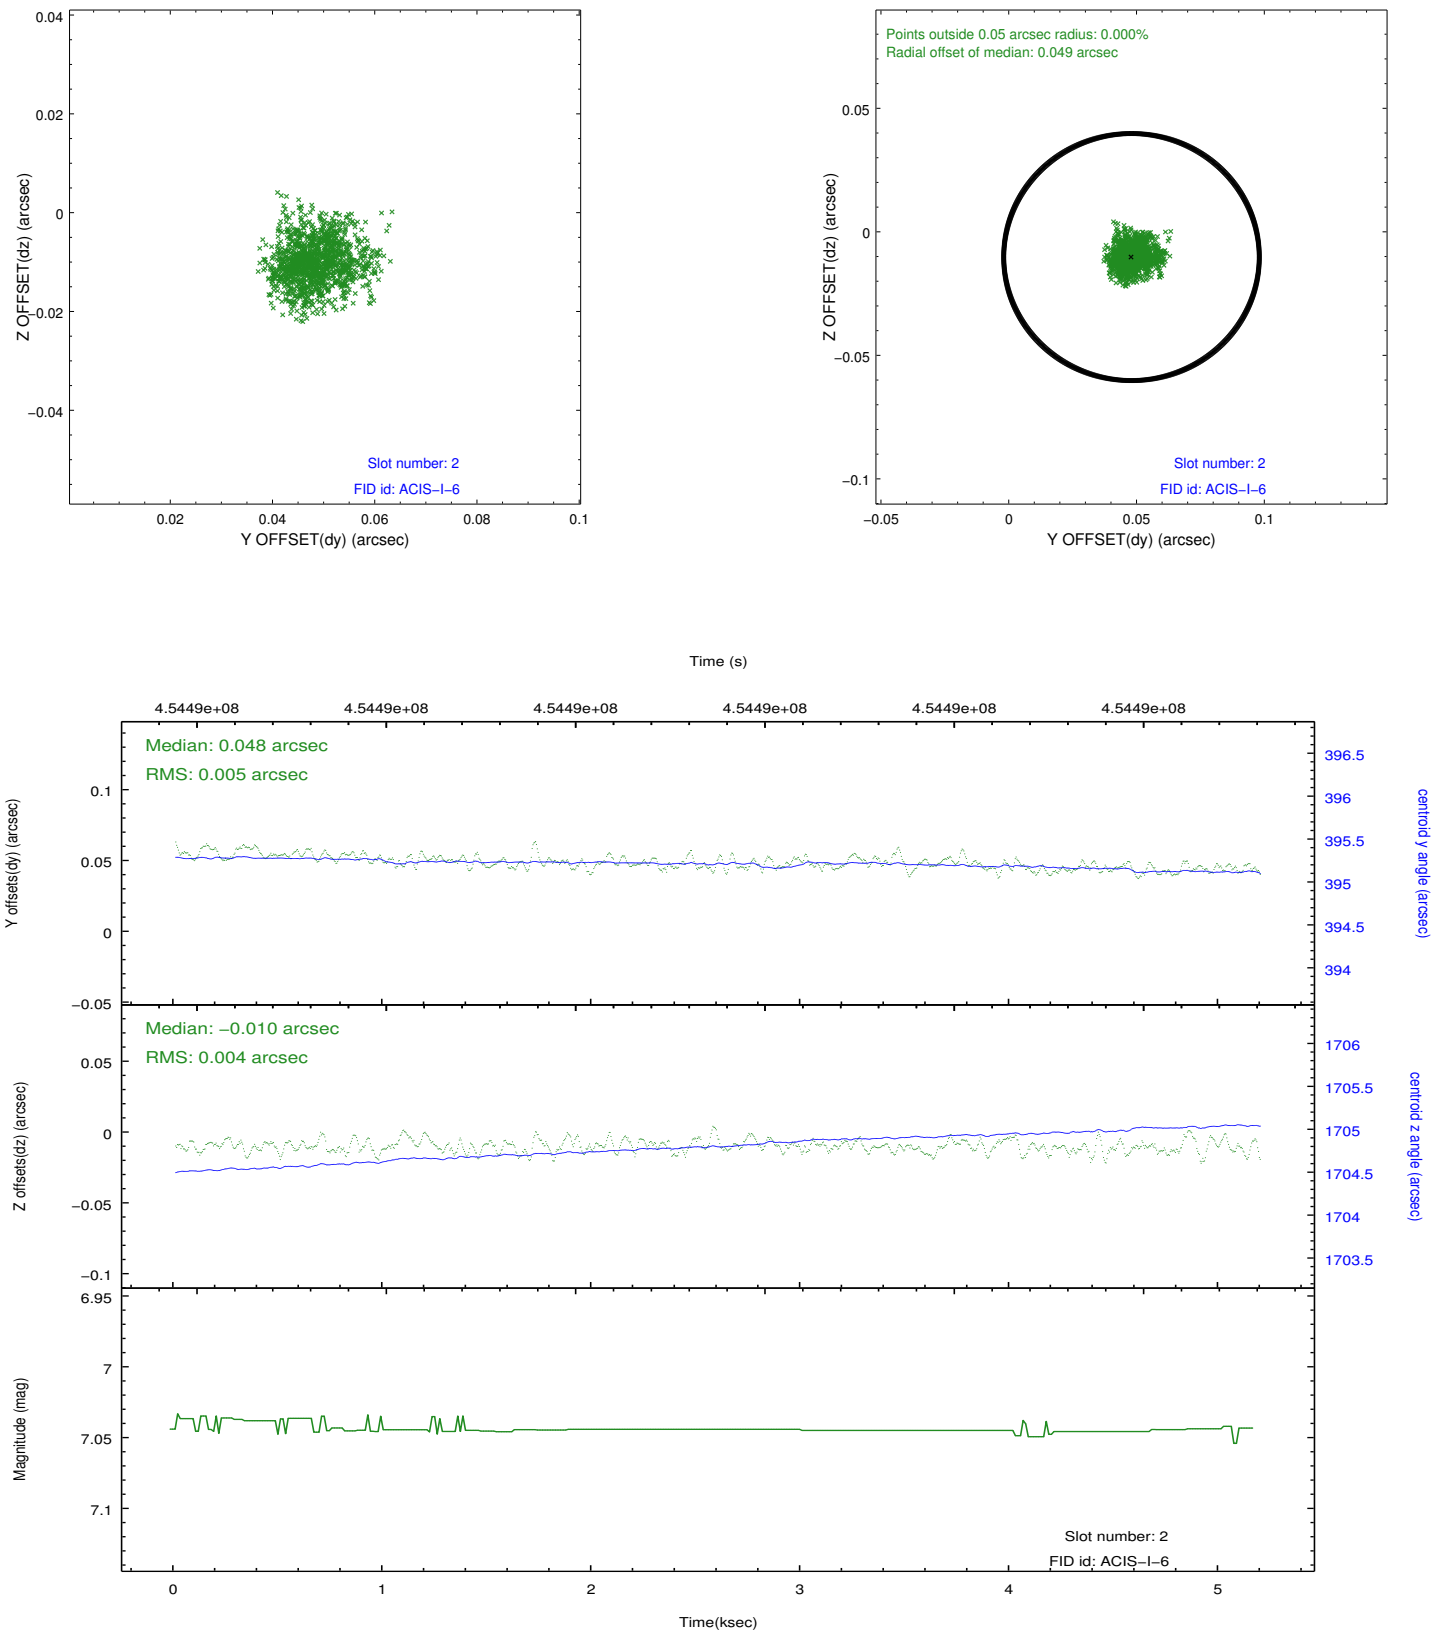 0.04
0.02
0
−0.02
−0.04
Z OFFSET(dz) (arcsec)
Slot number: 2
FID id: ACIS−I−6
0.02
0.04
0.06
0.08
0.1
Y OFFSET(dy) (arcsec)
Points outside 0.05 arcsec radius: 0.000%
Radial offset of median: 0.049 arcsec
0.05
0
−0.05
−0.1
Z OFFSET(dz) (arcsec)
Slot number: 2
FID id: ACIS−I−6
−0.05
0
0.05
0.1
Y OFFSET(dy) (arcsec)
Time (s)
4.5449e+08
4.5449e+08
4.5449e+08
4.5449e+08
4.5449e+08
4.5449e+08
Median: 0.048 arcsec
RMS: 0.005 arcsec
0.1
0.05
0
−0.05
Y offsets(dy) (arcsec)
396.5
396
395.5
395
394.5
394
centroid y angle (arcsec)
Median: −0.010 arcsec
RMS: 0.004 arcsec
0.05
0
−0.05
−0.1
Z offsets(dz) (arcsec)
1706
1705.5
1705
1704.5
1704
1703.5
centroid z angle (arcsec)
6.95
7
7.05
7.1
Magnitude (mag)
Slot number: 2
FID id: ACIS−I−6
0
1
2
3
4
5
Time(ksec)